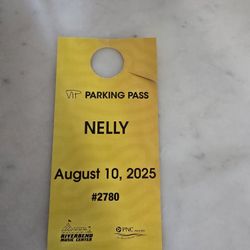 VIP PARKING PASS
NELLY
August 10, 2025
#2780
RIVERBEND
MUSIC CENTER
PNC